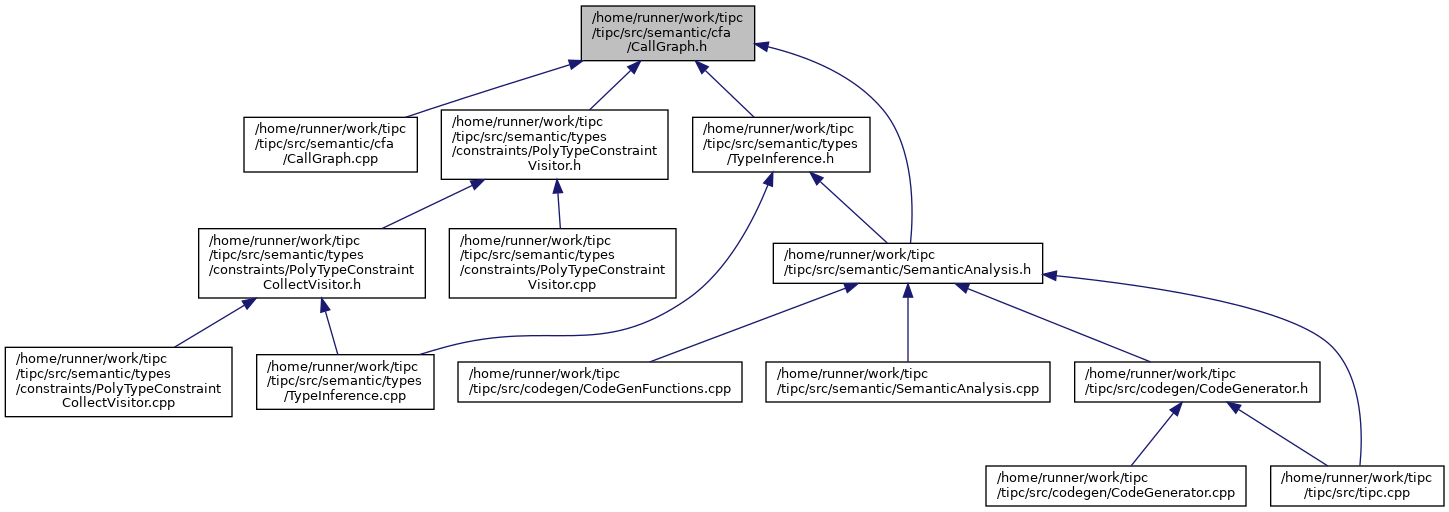 /home/runner/work/tipc
/tipc/src/semantic/cfa
/CallGraph.h
/home/runner/work/tipc
/tipc/src/semantic/cfa
/CallGraph.cpp
/home/runner/work/tipc
/tipc/src/semantic/types
/constraints/PolyTypeConstraint
Visitor.h
/home/runner/work/tipc
/tipc/src/semantic/types
/TypeInference.h
/home/runner/work/tipc
/tipc/src/semantic/types
/constraints/PolyTypeConstraint
CollectVisitor.h
/home/runner/work/tipc
/tipc/src/semantic/types
/constraints/PolyTypeConstraint
Visitor.cpp
/home/runner/work/tipc
/tipc/src/semantic/SemanticAnalysis.h
/home/runner/work/tipc
/tipc/src/semantic/types
/constraints/PolyTypeConstraint
CollectVisitor.cpp
/home/runner/work/tipc
/tipc/src/semantic/types
/TypeInference.cpp
/home/runner/work/tipc
/tipc/src/codegen/CodeGenFunctions.cpp
/home/runner/work/tipc
/tipc/src/semantic/SemanticAnalysis.cpp
/home/runner/work/tipc
/tipc/src/codegen/CodeGenerator.h
/home/runner/work/tipc
/tipc/src/codegen/CodeGenerator.cpp
/home/runner/work/tipc
/tipc/src/tipc.cpp